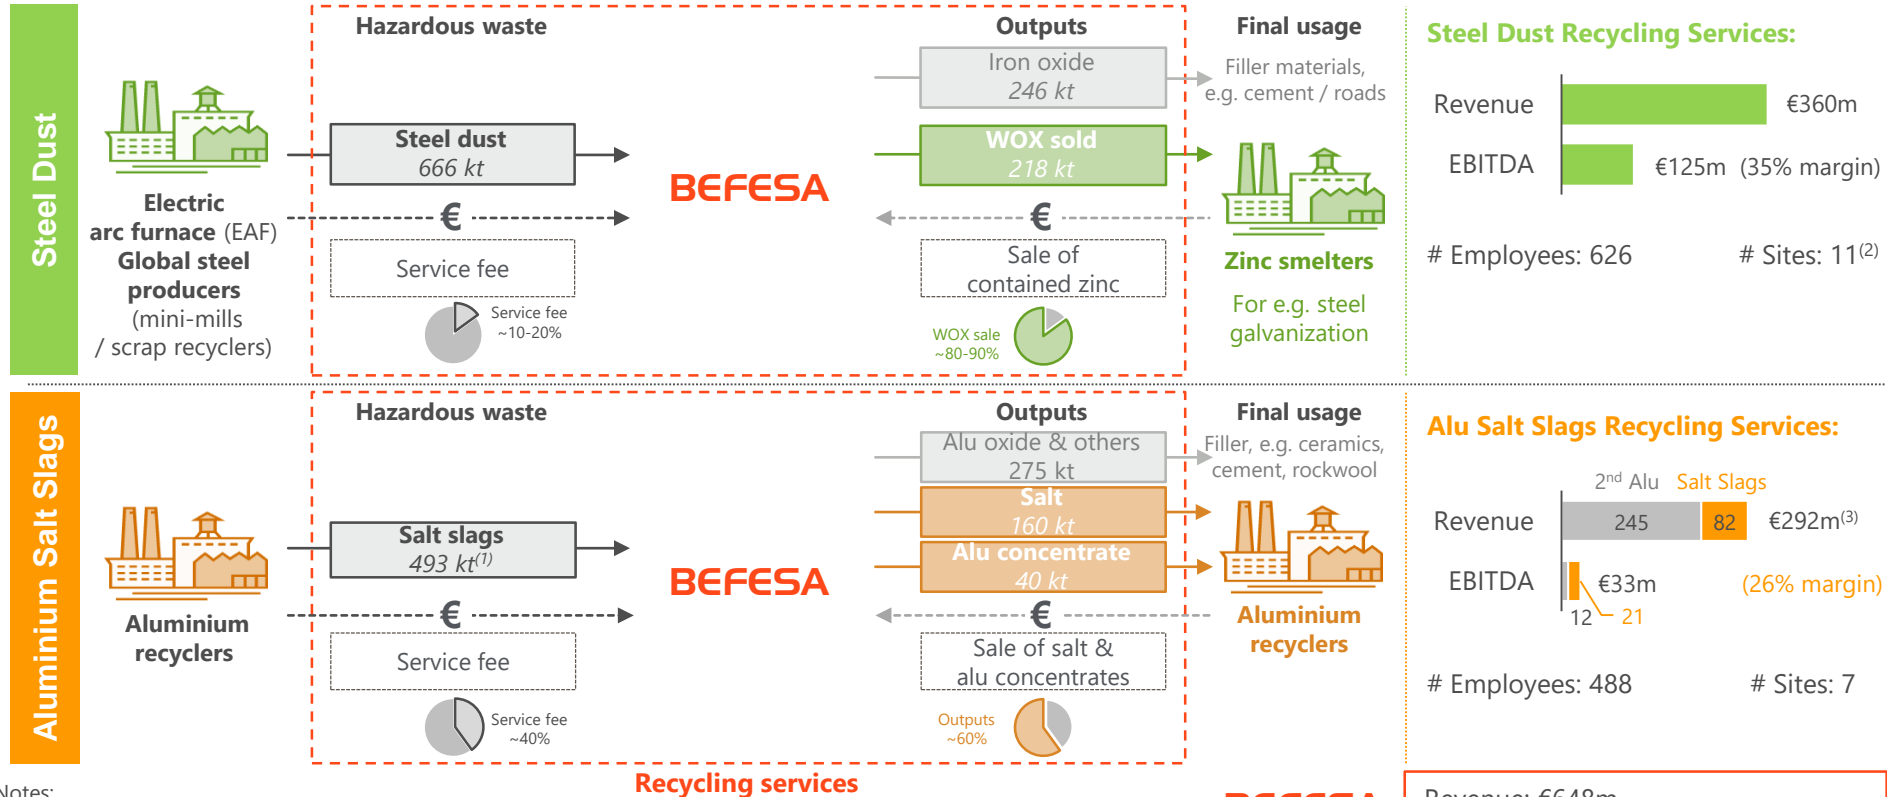 Steel Dust
Electric
arc furnace (EAF)
Global steel
producers
(mini-mills
/ scrap recyclers)
Hazardous waste
Steel dust
666 kt
€
Service fee
Service fee
~10-20%
BEFESA
Outputs
Iron oxide
246 kt
WOX sold
218 kt
€
Sale of
contained zinc
WOX sale
~80-90%
Final usage
Filler materials,
e.g. cement / roads
Zinc smelters
For e.g. steel
galvanization
Steel Dust Recycling Services:
Revenue €360m
EBITDA €125m (35% margin)
# Employees: 626 # Sites: 11(2)
Aluminium Salt Slags
Aluminium
recyclers
Hazardous waste
Salt slags
493 kt(1)
€
Service fee
Service fee
~40%
BEFESA
Outputs
Alu oxide & others
275 kt
Salt
160 kt
Alu concentrate
40 kt
€
Sale of salt &
alu concentrates
Outputs
~60%
Final usage
Filler, e.g. ceramics,
cement, rockwool
Aluminium
recyclers
Alu Salt Slags Recycling Services:
2nd Alu Salt Slags
Revenue 245 82 €292m(3)
EBITDA €33m (26% margin)
12 21
# Employees: 488 # Sites: 7
Recycling services
Notes:
BEFESA
Revenue: €648m